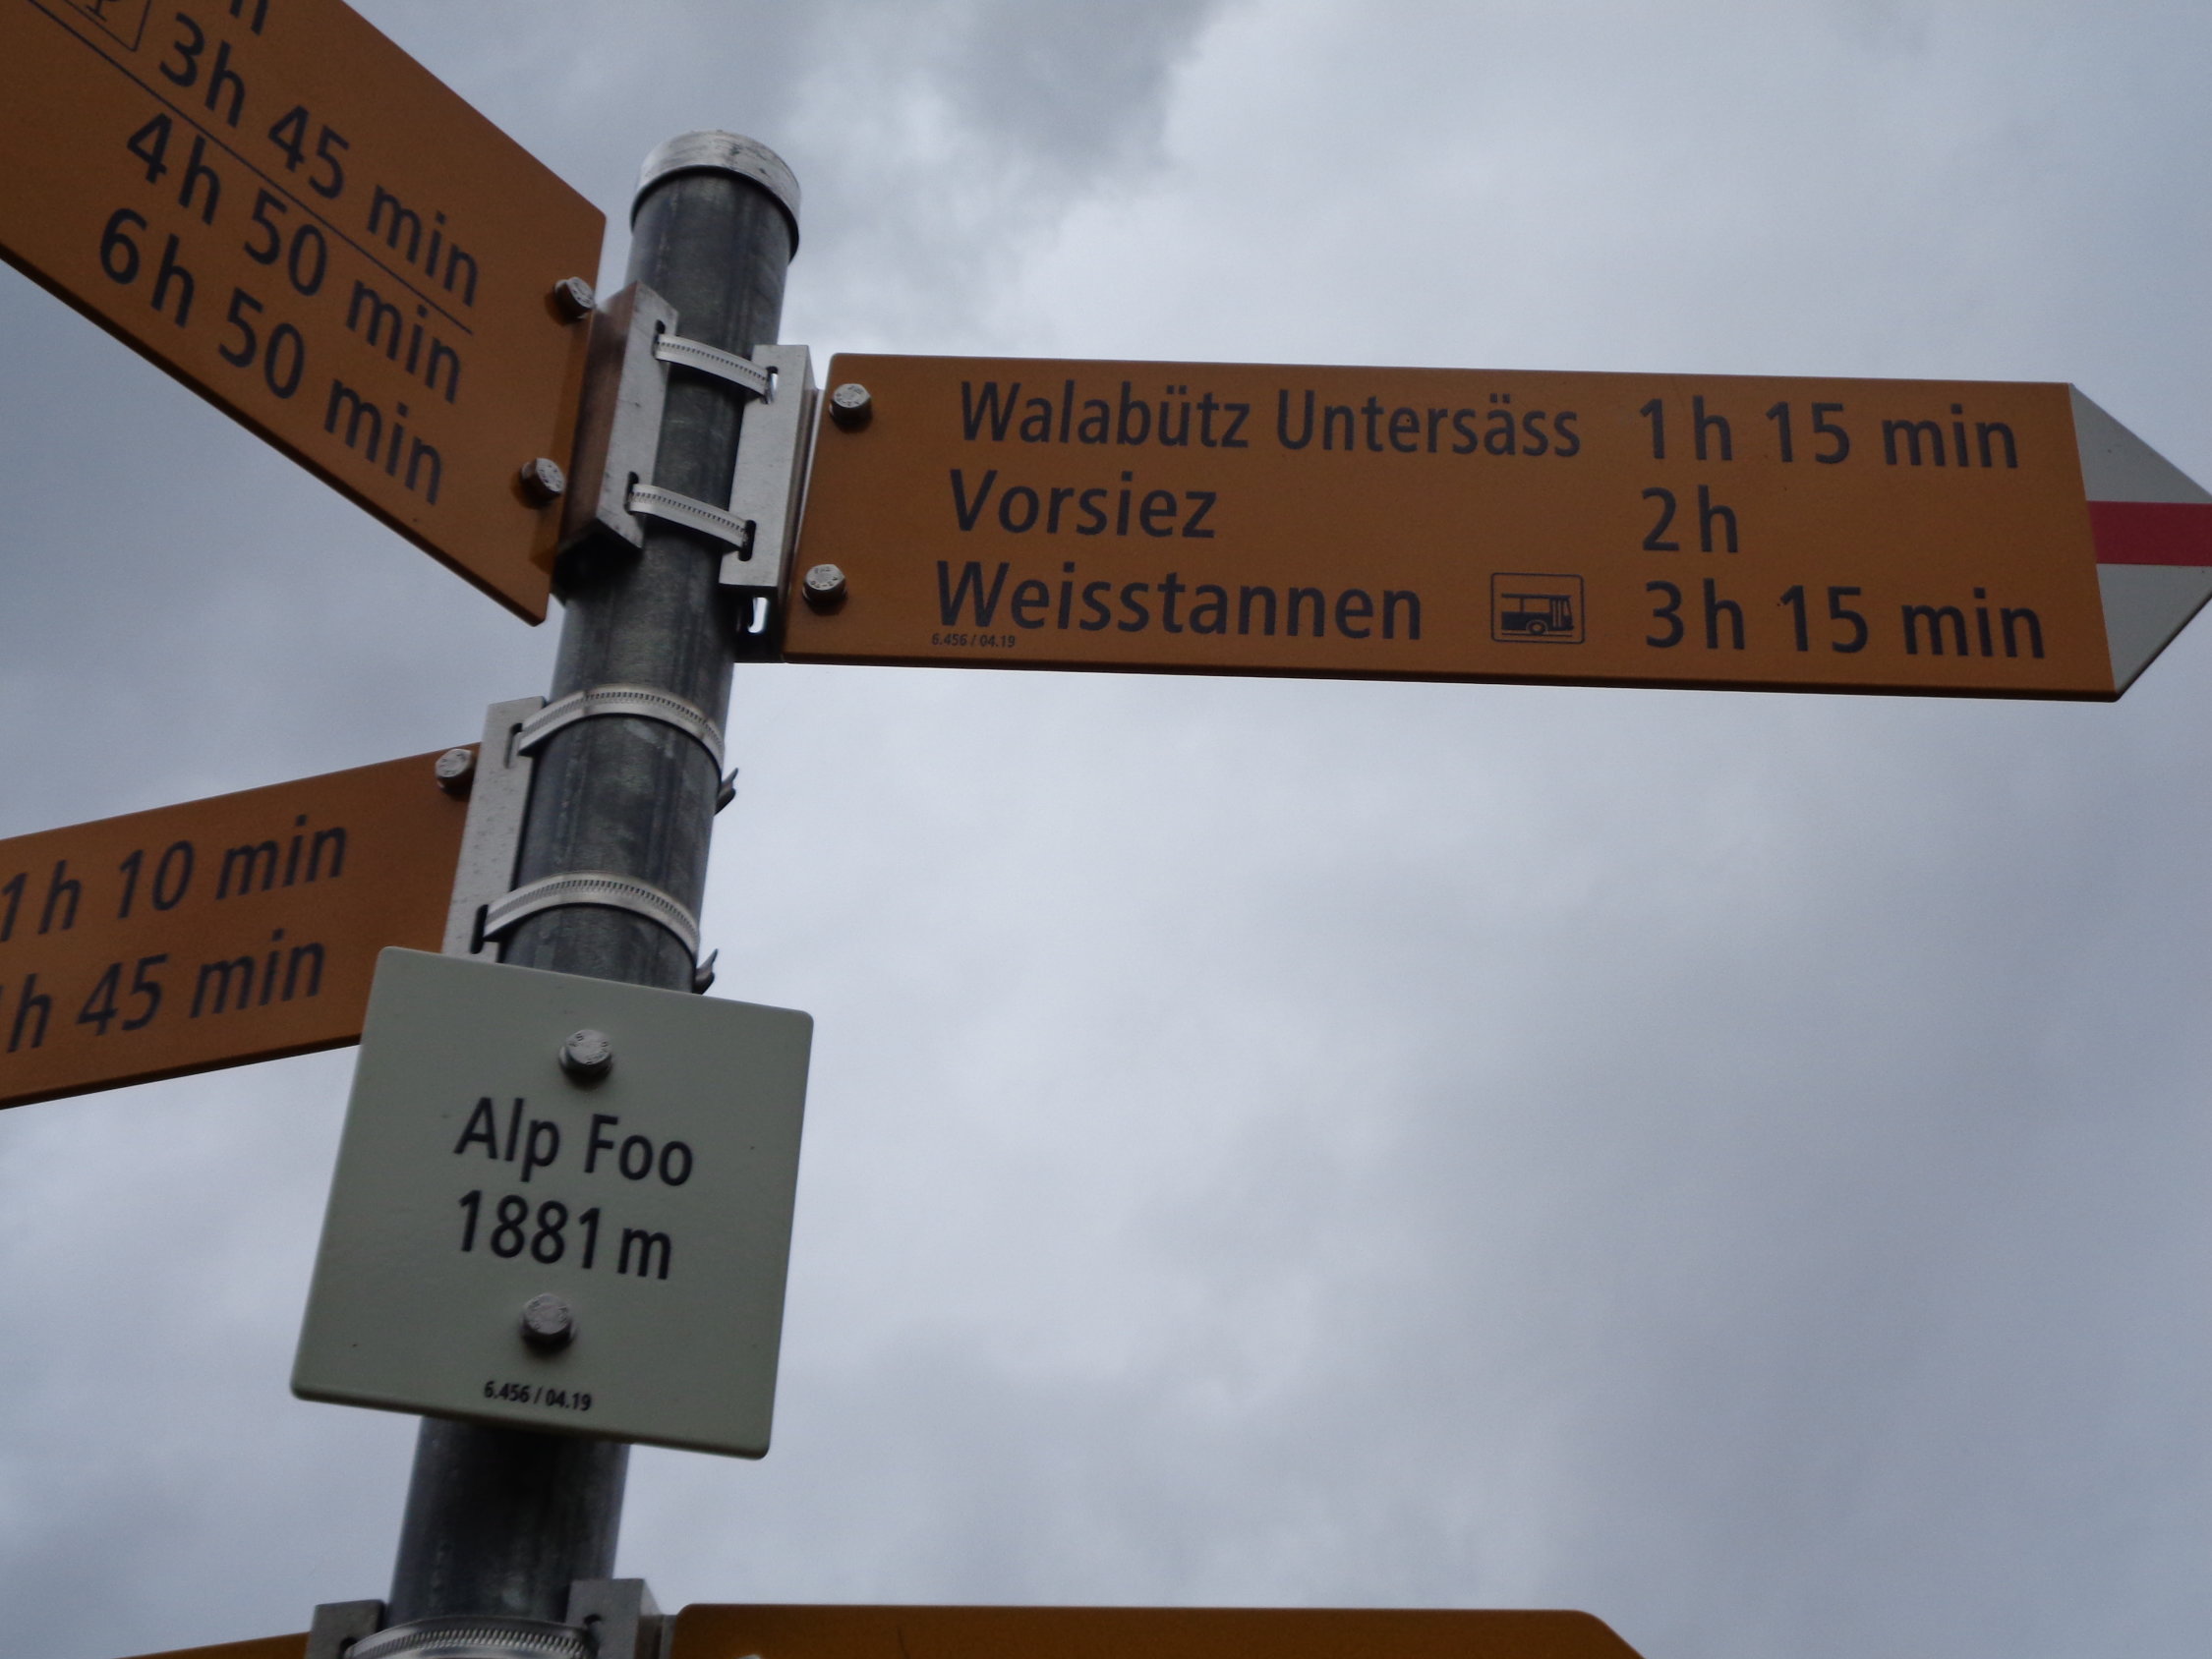 3h 45 min
4h 50 min
6h 50 min
Walabütz Untersäss 1h 15 min
Vorsiez 2h
Weisstannen 3h 15 min
6.456 / 04.19
1h 10 min
h 45 min
Alp Foo
1881 m
6.456 / 04.19